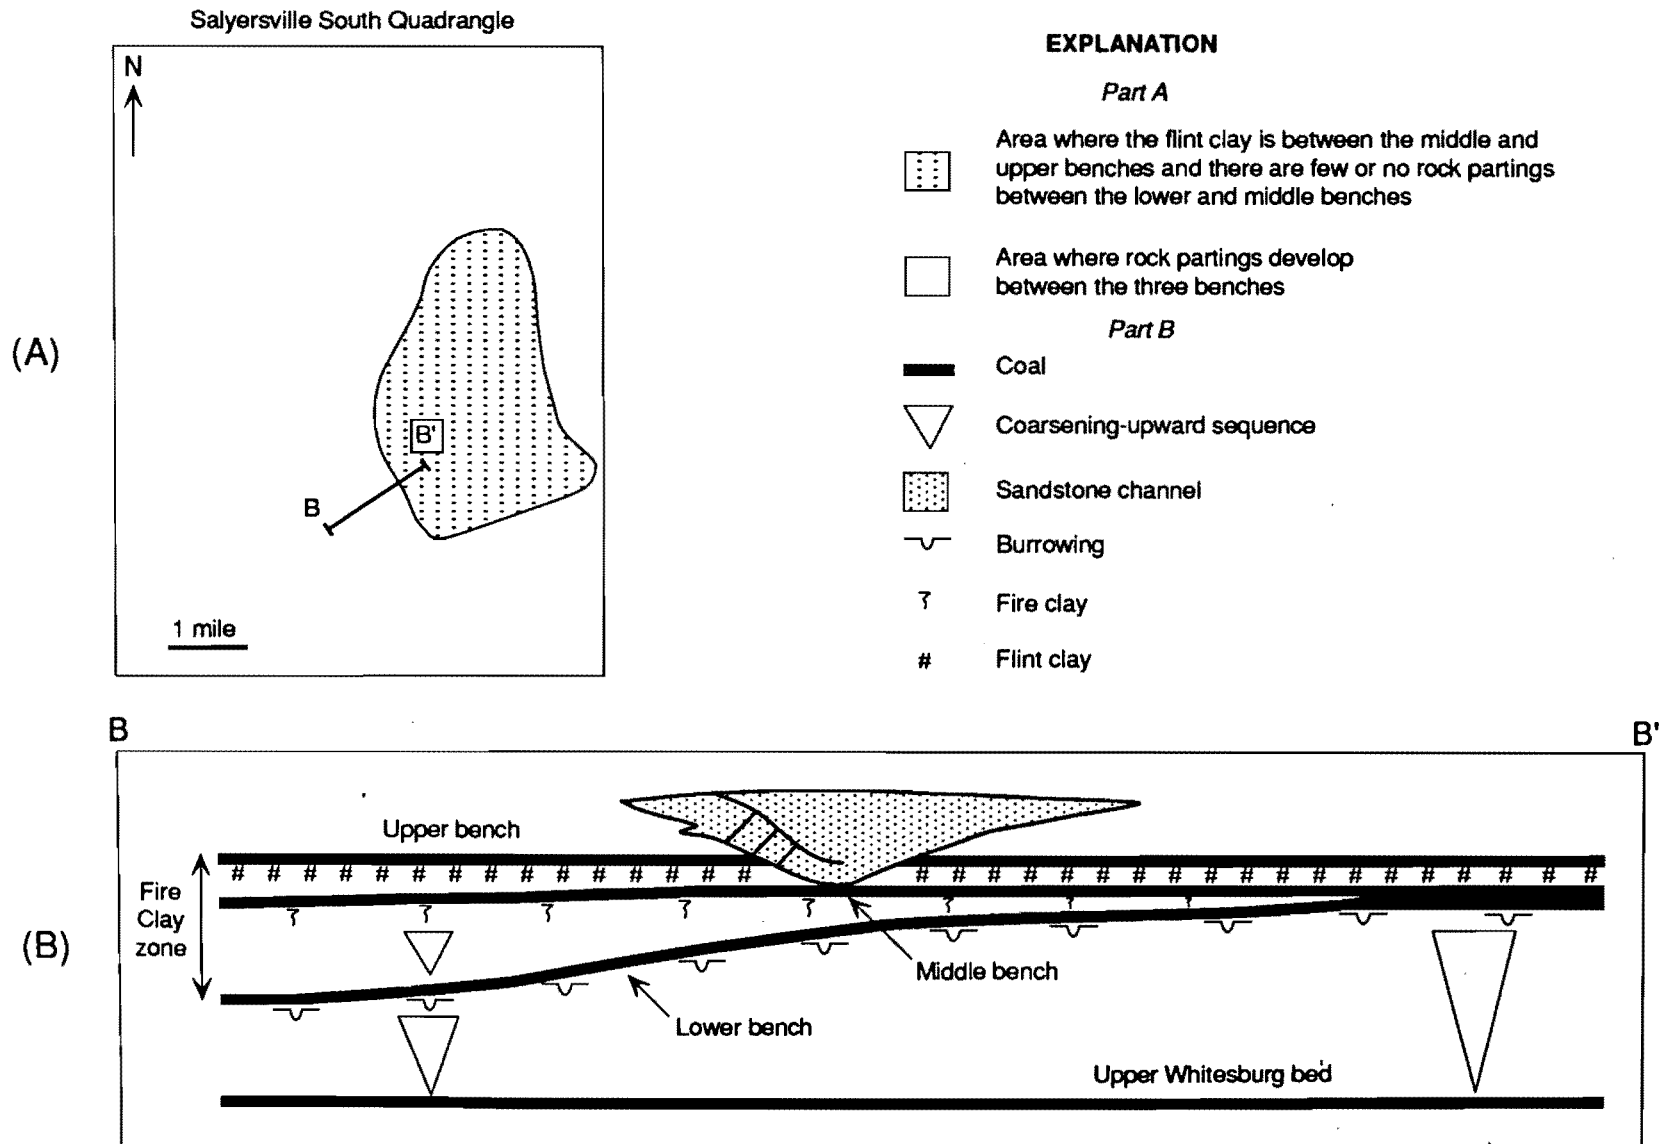 Salyersville South Quadrangle
N
(A)
B'
B
1 mile
EXPLANATION
Part A
Area where the flint clay is between the middle and
upper benches and there are few or no rock partings
between the lower and middle benches
Area where rock partings develop
between the three benches
Part B
Coal
Coarsening-upward sequence
Sandstone channel
Burrowing
Fire clay
# Flint clay
B
B'
(B)
Upper bench
# # # # # # # # # # # # # # # # # # # # # # # # # # # # # # # # # #
Fire
Clay
zone
Middle bench
Lower bench
Upper Whitesburg bed